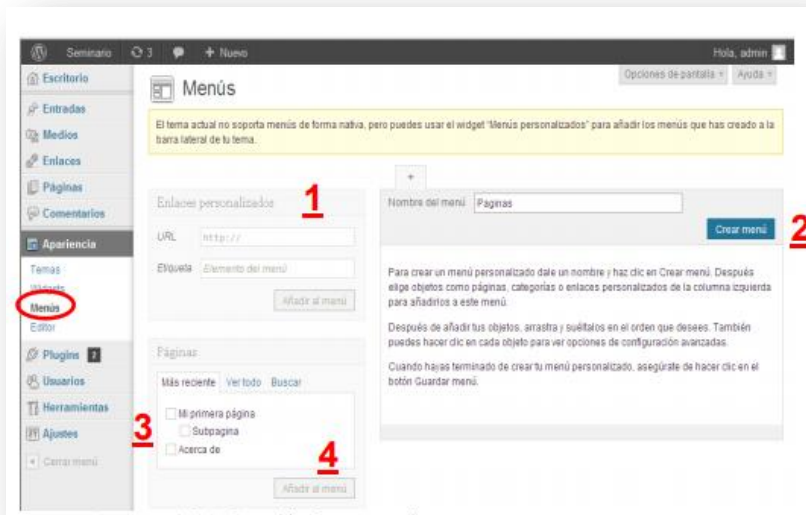 Seminario 3 + Nuevo Hola, admin
Escritorio
Entradas
Medios
Enlaces
Páginas
Comentarios
Apariencia
Temas
Widgets
Menús
Editor
Plugins 2
Usuarios
Herramientas
Ajustes
Cerrar menú
Opciones de pantalla Ayuda
Menús
El tema actual no soporta menús de forma nativa, pero puedes usar el widget "Menús personalizados" para añadir los menús que has creado a la
barra lateral de tu tema.
Enlaces personalizados 1
URL http://
Etiqueta Elemento del menú
Añadir al menú
Páginas
Más reciente Ver todo Buscar
Mi primera página
Subpagina
3 Acerca de
4
Añadir al menú
+
Nombre del menú Paginas
Crear menú 2
Para crear un menú personalizado dale un nombre y haz clic en Crear menú. Después
elige objetos como páginas, categorías o enlaces personalizados de la columna izquierda
para añadirlos a este menú.
Después de añadir tus objetos, arrastra y suéltalos en el orden que desees. También
puedes hacer clic en cada objeto para ver opciones de configuración avanzadas.
Cuando hayas terminado de crear tu menú personalizado, asegúrate de hacer clic en el
botón Guardar menú.